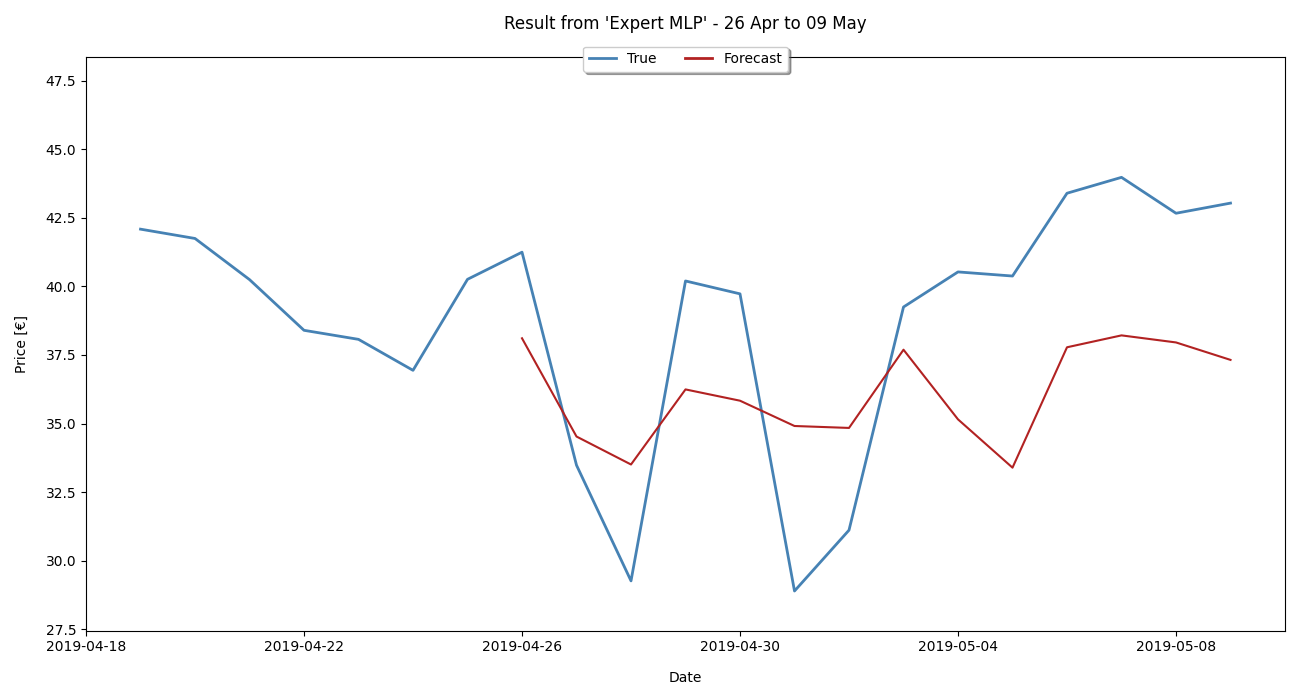 Result from 'Expert MLP' - 26 Apr to 09 May
True Forecast
47.5
45.0
42.5
40.0
37.5
35.0
32.5
30.0
27.5
Price [€]
2019-04-18 2019-04-22 2019-04-26 2019-04-30 2019-05-04 2019-05-08
Date